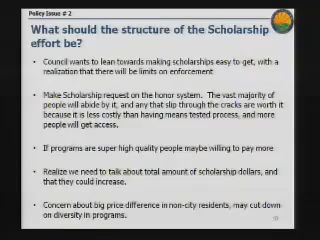 Policy Issue # 2
What should the structure of the Scholarship
effort be?
• Council wants to lean towards making scholarships easy to get, with a
realization that there will be limits on enforcement
• Make Scholarship request on the honor system. The vast majority of
people will abide by it, and any that slip through the cracks are worth it
because it is less costly than having means tested process, and more
people will get access.
• If programs are super high quality people maybe willing to pay more
• Realize we need to talk about total amount of scholarship dollars, and
that they could increase.
• Concern about big price difference in non-city residents, may cut down
on diversity in programs.